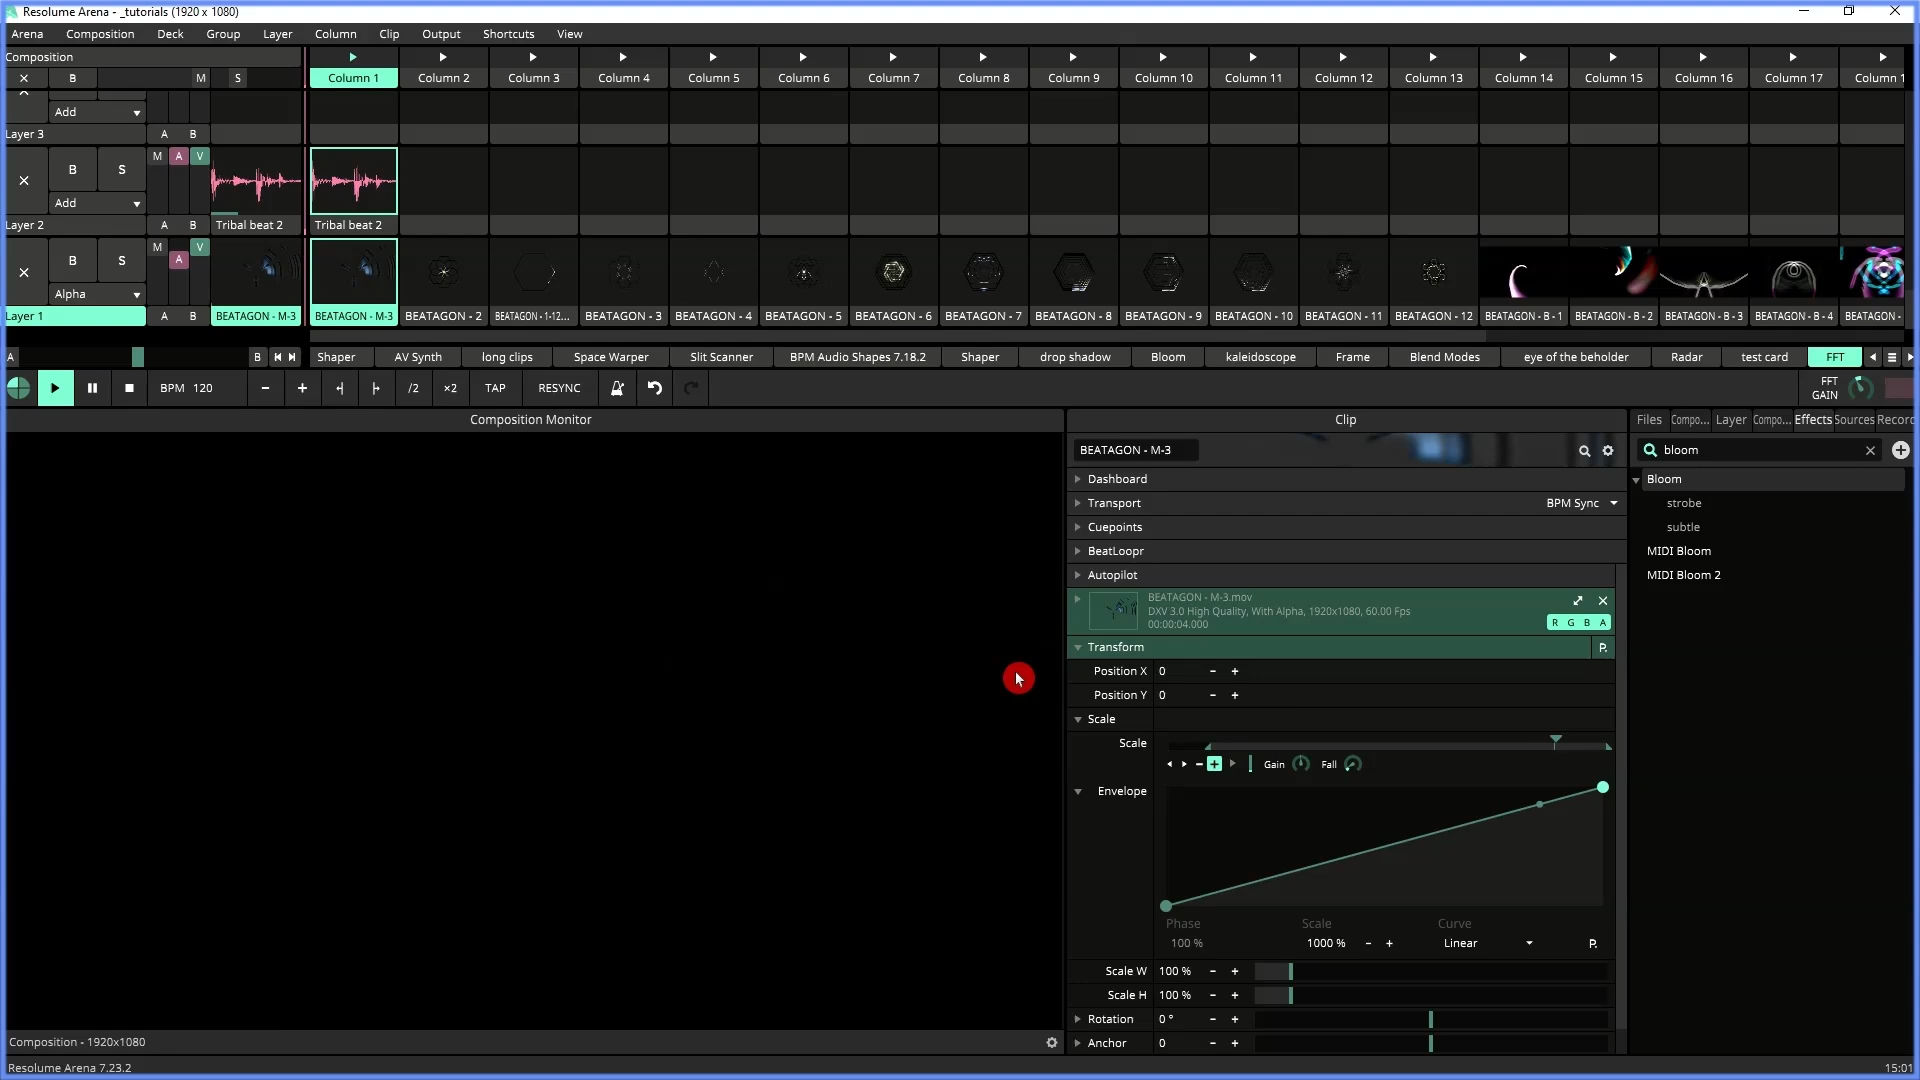 Resolume Arena - _tutorials (1920 x 1080)
Arena Composition Deck Group Layer Column Clip Output Shortcuts View
Composition
B M S Column 1 Column 2 Column 3 Column 4 Column 5 Column 6 Column 7 Column 8 Column 9 Column 10 Column 11 Column 12 Column 13 Column 14 Column 15 Column 16 Column 17 Column 1
Add
Layer 3 A B
M A V
B S
Add
Layer 2 A B Tribal beat 2 Tribal beat 2
M V
B S A
Alpha
Layer 1 A B BEATAGON - M-3 BEATAGON - M-3 BEATAGON - 2 BEATAGON - 1-12... BEATAGON - 3 BEATAGON - 4 BEATAGON - 5 BEATAGON - 6 BEATAGON - 7 BEATAGON - 8 BEATAGON - 9 BEATAGON - 10 BEATAGON - 11 BEATAGON - 12 BEATAGON - B - 1 BEATAGON - B - 2 BEATAGON - B - 3 BEATAGON - B - 4 BEATAGON -
A B Shaper AV Synth long clips Space Warper Slit Scanner BPM Audio Shapes 7.18.2 Shaper drop shadow Bloom kaleidoscope Frame Blend Modes eye of the beholder Radar test card FFT
BPM 120 - + /2 ×2 TAP RESYNC FFT GAIN
Composition Monitor Clip Files Compo... Layer Compo... Effects Sources Record
BEATAGON - M-3 bloom
Dashboard Bloom
Transport BPM Sync strobe
Cuepoints subtle
BeatLoopr MIDI Bloom
Autopilot MIDI Bloom 2
BEATAGON - M-3.mov
DXV 3.0 High Quality, With Alpha, 1920x1080, 60.00 Fps
00:00:04.000 R G B A
Transform P.
Position X 0 - +
Position Y 0 - +
Scale
Scale
- + Gain Fall
Envelope
Phase Scale Curve
100 % 1000 % - + Linear P.
Scale W 100 % - +
Scale H 100 % - +
Rotation 0 ° - +
Composition - 1920x1080 Anchor 0 - +
Resolume Arena 7.23.2 15:01